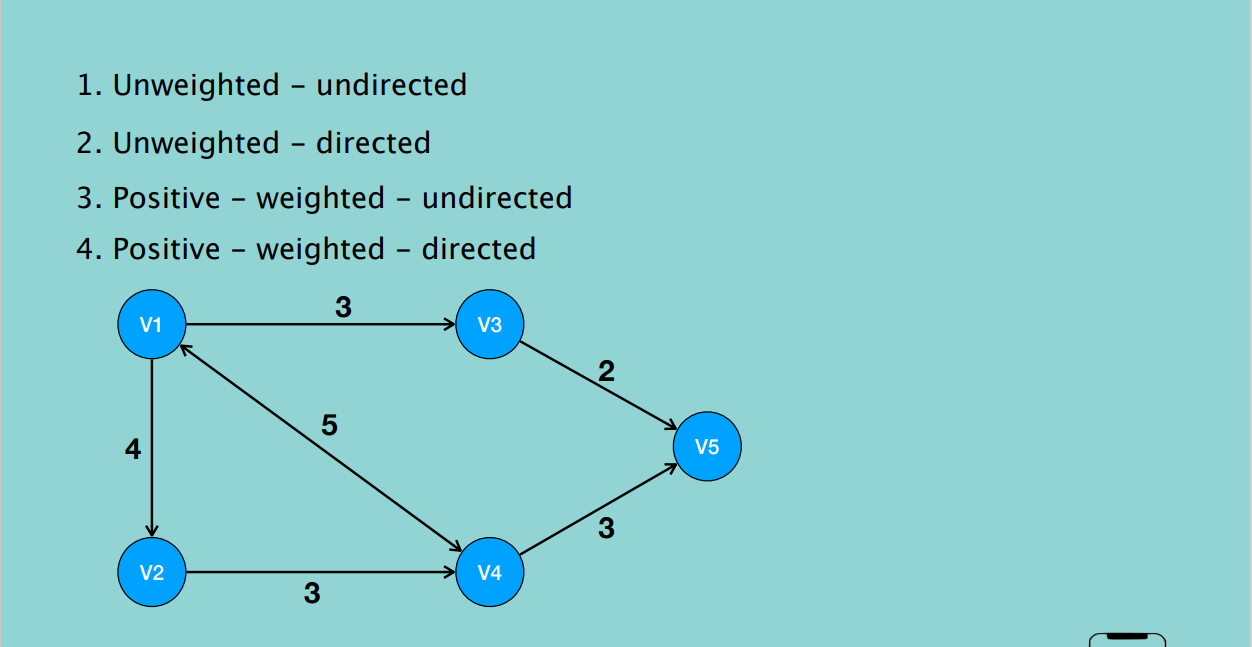 1. Unweighted – undirected
2. Unweighted – directed
3. Positive – weighted – undirected
4. Positive – weighted – directed
3
V1
V3
2
5
4
V5
3
V2
V4
3